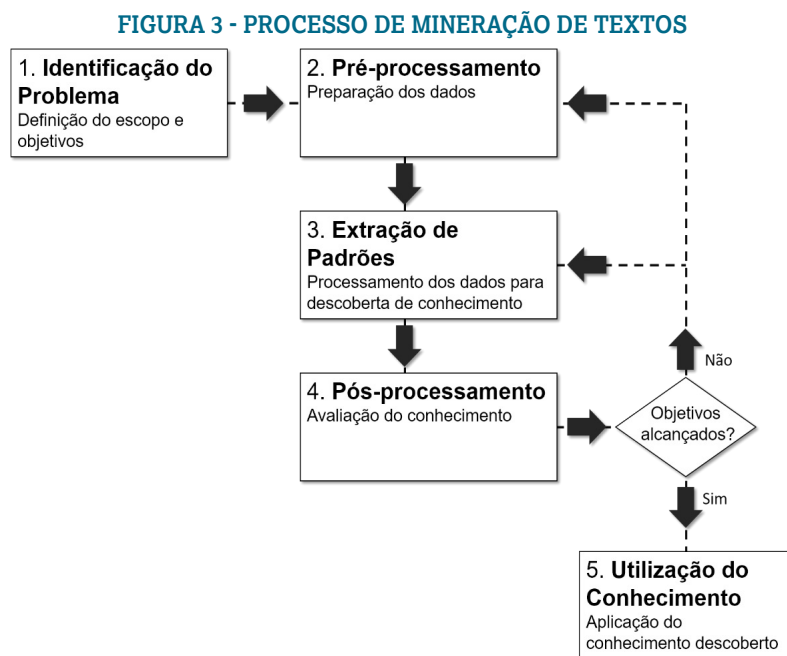 FIGURA 3 - PROCESSO DE MINERAÇÃO DE TEXTOS
1. Identificação do
Problema
Definição do escopo e
objetivos
2. Pré-processamento
Preparação dos dados
3. Extração de
Padrões
Processamento dos dados para
descoberta de conhecimento
4. Pós-processamento
Avaliação do conhecimento
Não
Objetivos
alcançados?
Sim
5. Utilização do
Conhecimento
Aplicação do
conhecimento descoberto